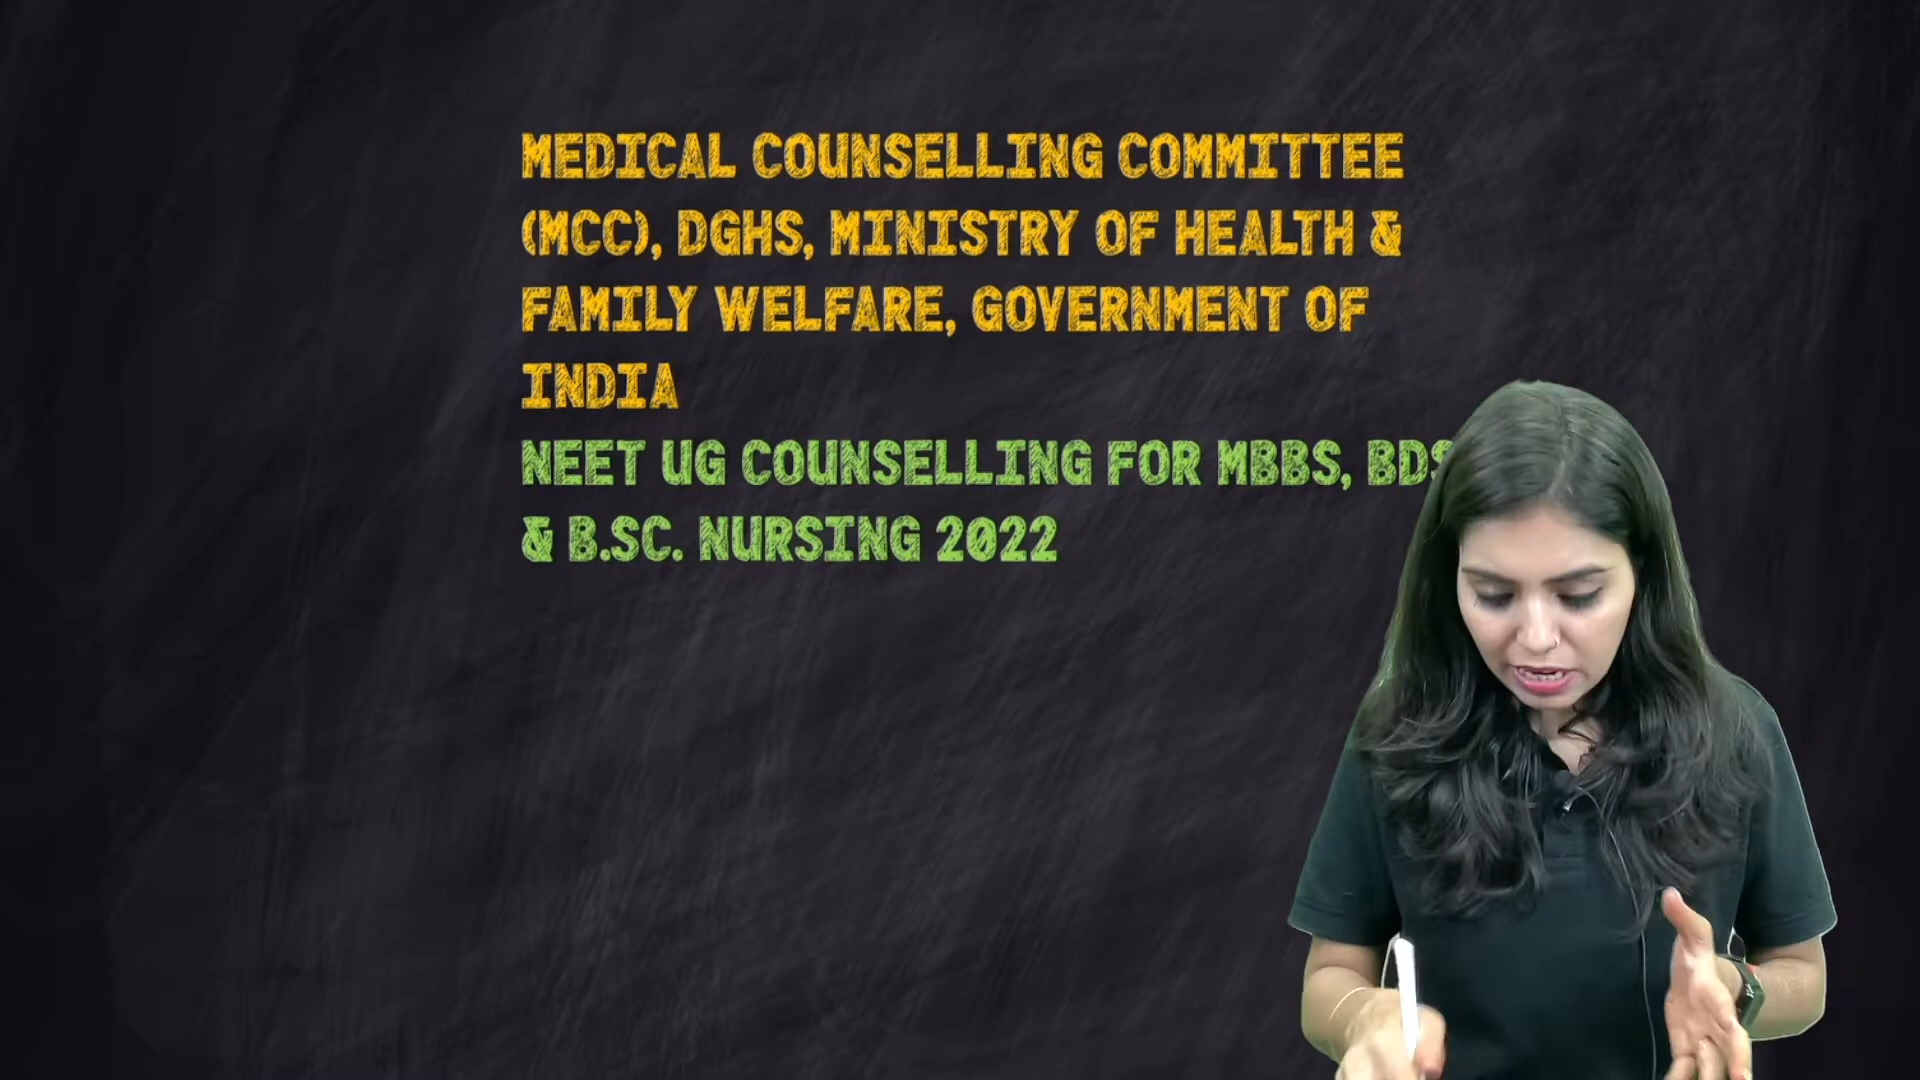 MEDICAL COUNSELLING COMMITTEE
(MCC), DGHS, MINISTRY OF HEALTH &
FAMILY WELFARE, GOVERNMENT OF
INDIA
NEET UG COUNSELLING FOR MBBS, BDS
& B.SC. NURSING 2022